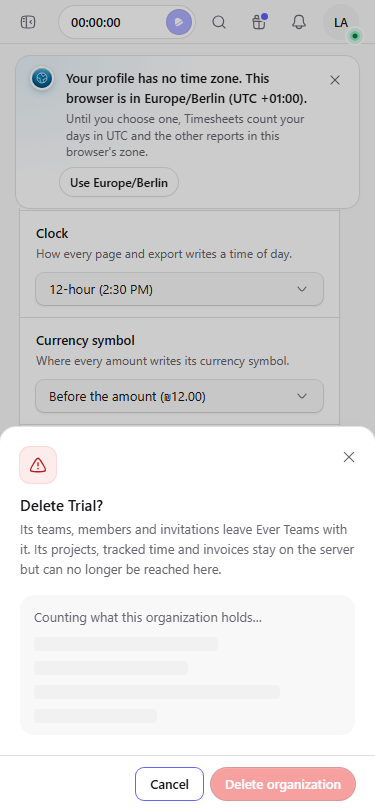 00:00:00
LA
Your profile has no time zone. This
browser is in Europe/Berlin (UTC +01:00).
Until you choose one, Timesheets count your
days in UTC and the other reports in this
browser's zone.
Use Europe/Berlin
Clock
How every page and export writes a time of day.
12-hour (2:30 PM)
Currency symbol
Where every amount writes its currency symbol.
Before the amount (₪12.00)
Delete Trial?
Its teams, members and invitations leave Ever Teams with
it. Its projects, tracked time and invoices stay on the server
but can no longer be reached here.
Counting what this organization holds...
Cancel
Delete organization